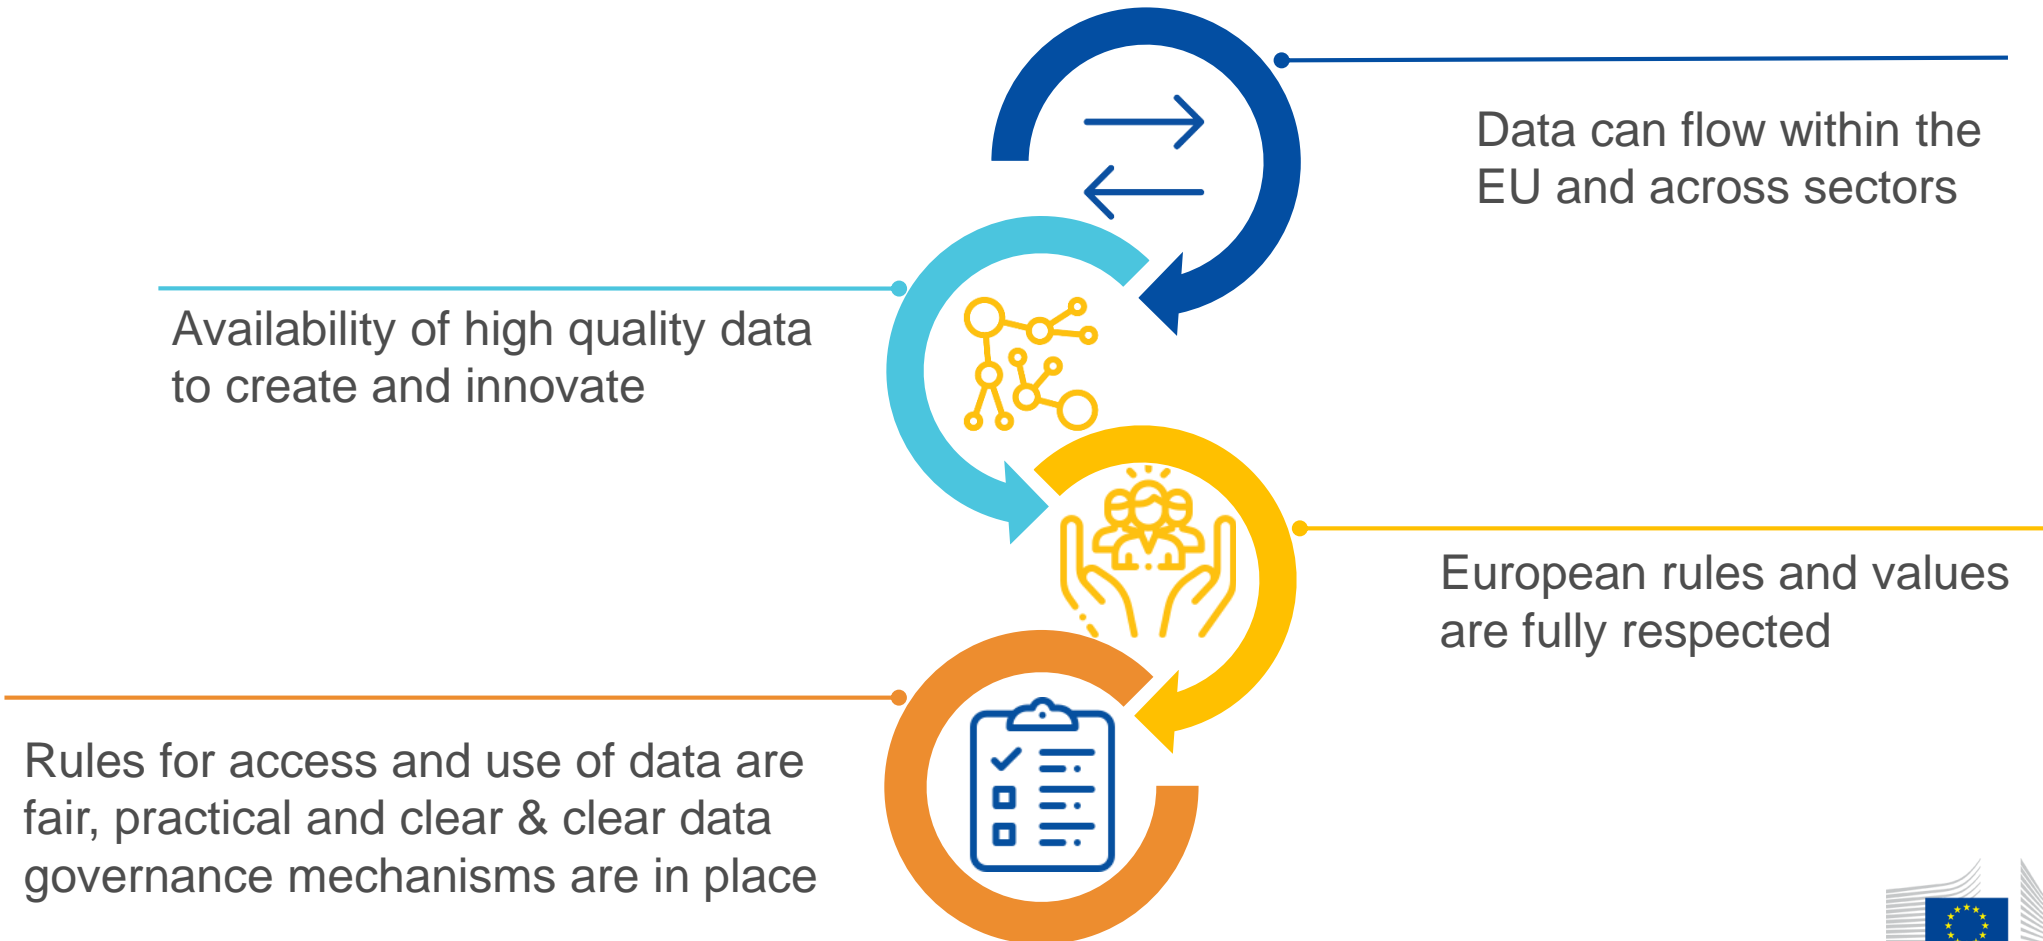 Data can flow within the
EU and across sectors
Availability of high quality data
to create and innovate
European rules and values
are fully respected
Rules for access and use of data are
fair, practical and clear & clear data
governance mechanisms are in place